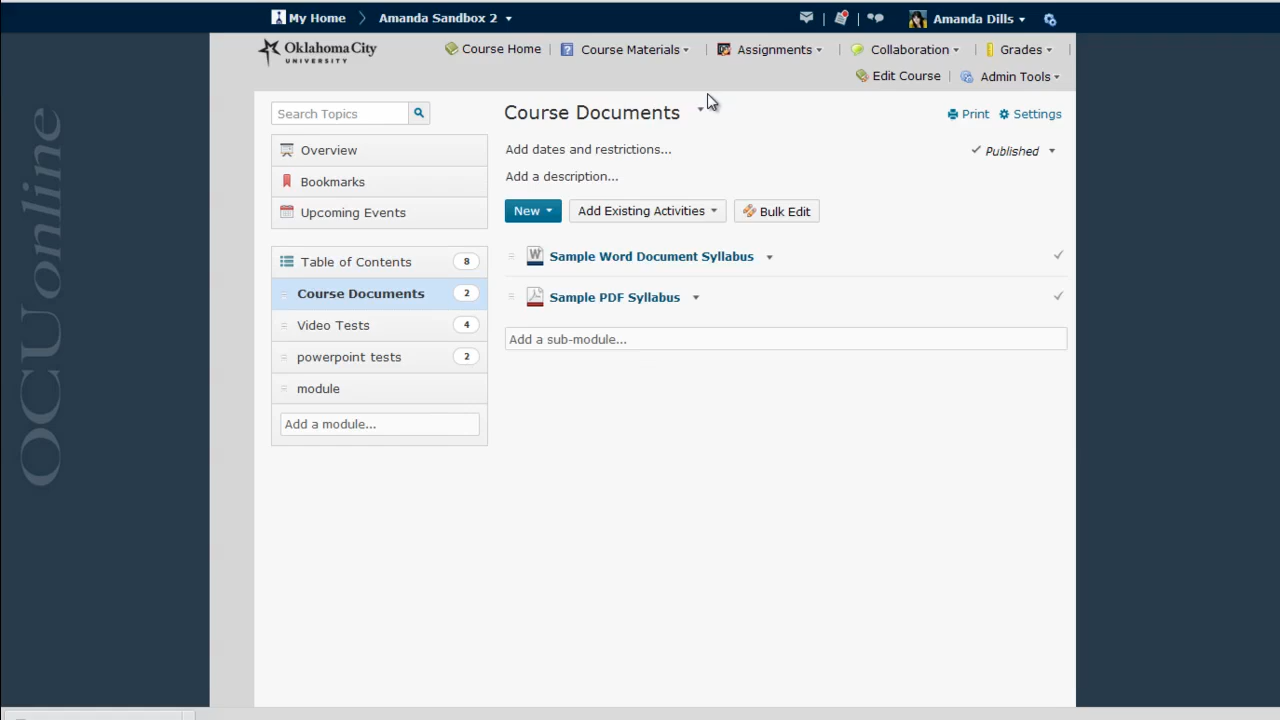 My Home Amanda Sandbox 2 Amanda Dills
Oklahoma City
UNIVERSITY
Course Home Course Materials Assignments Collaboration Grades
Edit Course Admin Tools
OCUonline
Search Topics
Overview
Bookmarks
Upcoming Events
Table of Contents 8
Course Documents 2
Video Tests 4
powerpoint tests 2
module
Add a module...
Course Documents
Print Settings
Add dates and restrictions...
Published
Add a description...
New Add Existing Activities Bulk Edit
Sample Word Document Syllabus
Sample PDF Syllabus
Add a sub-module...